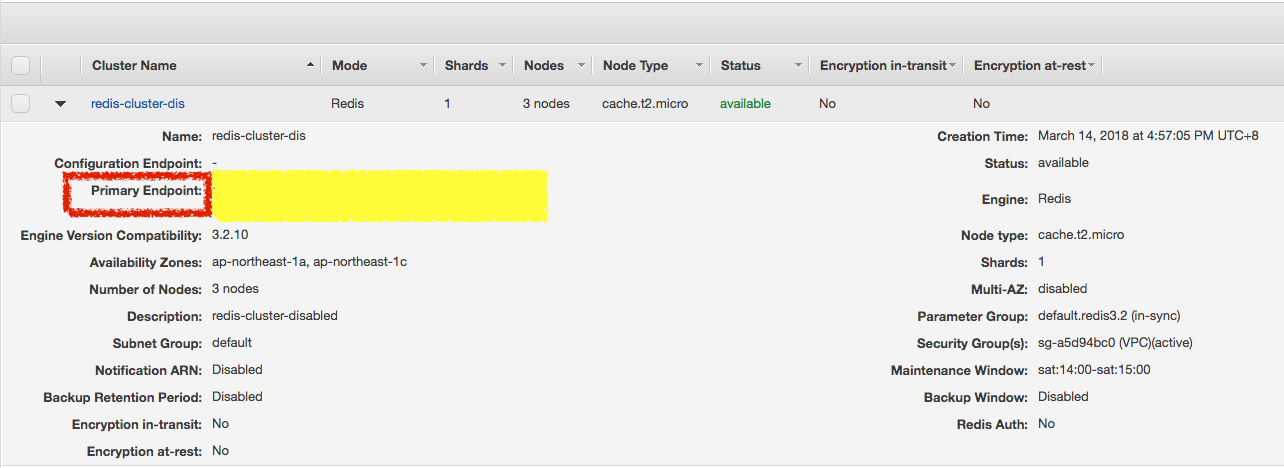 Cluster Name Mode Shards Nodes Node Type Status Encryption in-transit Encryption at-rest
redis-cluster-dis Redis 1 3 nodes cache.t2.micro available No No
Name: redis-cluster-dis Creation Time: March 14, 2018 at 4:57:05 PM UTC+8
Configuration Endpoint: - Status: available
Primary Endpoint:
Engine: Redis
Engine Version Compatibility: 3.2.10 Node type: cache.t2.micro
Availability Zones: ap-northeast-1a, ap-northeast-1c Shards: 1
Number of Nodes: 3 nodes Multi-AZ: disabled
Description: redis-cluster-disabled Parameter Group: default.redis3.2 (in-sync)
Subnet Group: default Security Group(s): sg-a5d94bc0 (VPC)(active)
Notification ARN: Disabled Maintenance Window: sat:14:00-sat:15:00
Backup Retention Period: Disabled Backup Window: Disabled
Encryption in-transit: No Redis Auth: No
Encryption at-rest: No